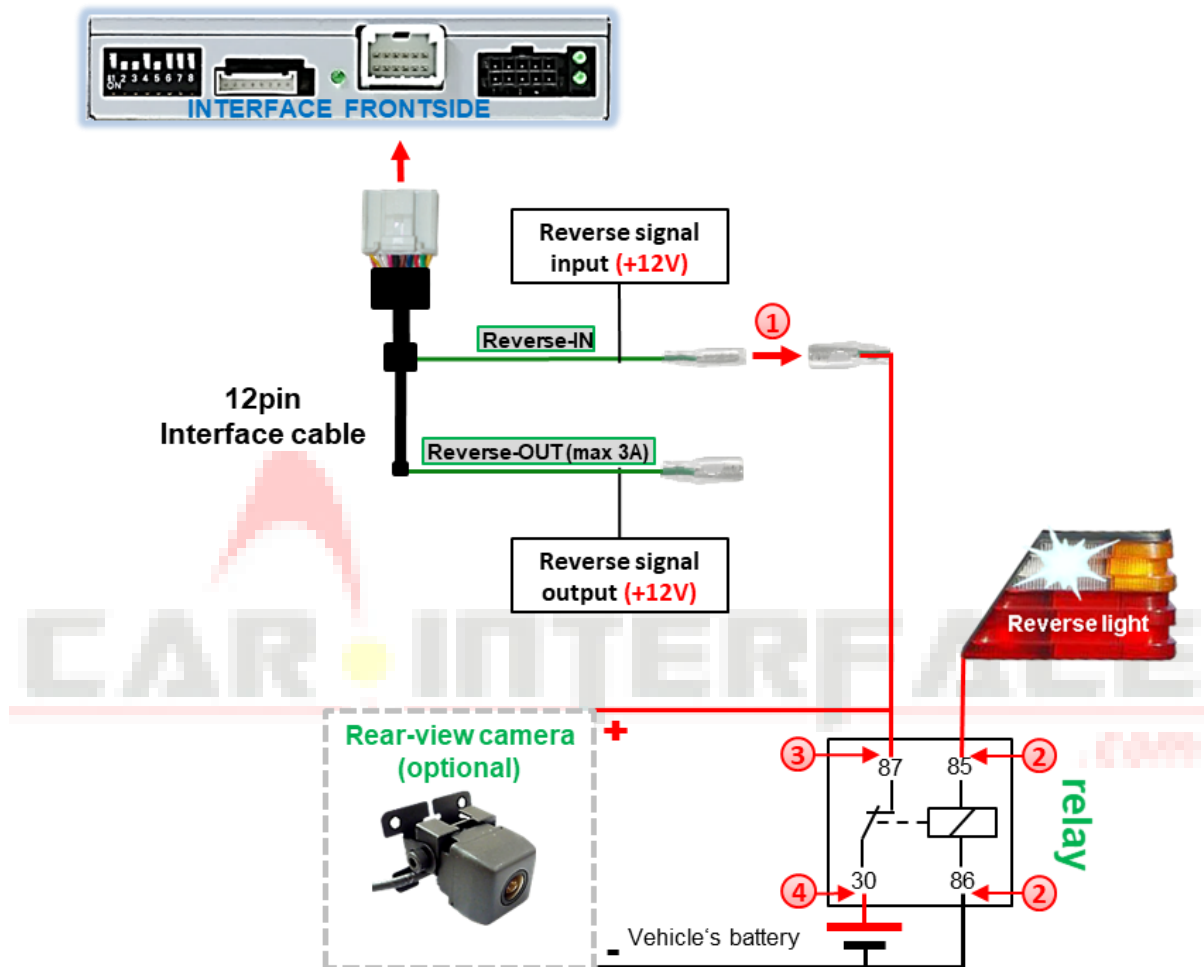 1 2 3 4 5 6 7 8
ON
INTERFACE FRONTSIDE
Reverse signal
input (+12V)
1
Reverse-IN
12pin
Interface cable
Reverse-OUT (max 3A)
Reverse signal
output (+12V)
Reverse light
CAR INTERFACE
.com
Rear-view camera
(optional)
+
3
87
85
2
relay
4
30
86
2
- Vehicle‘s battery